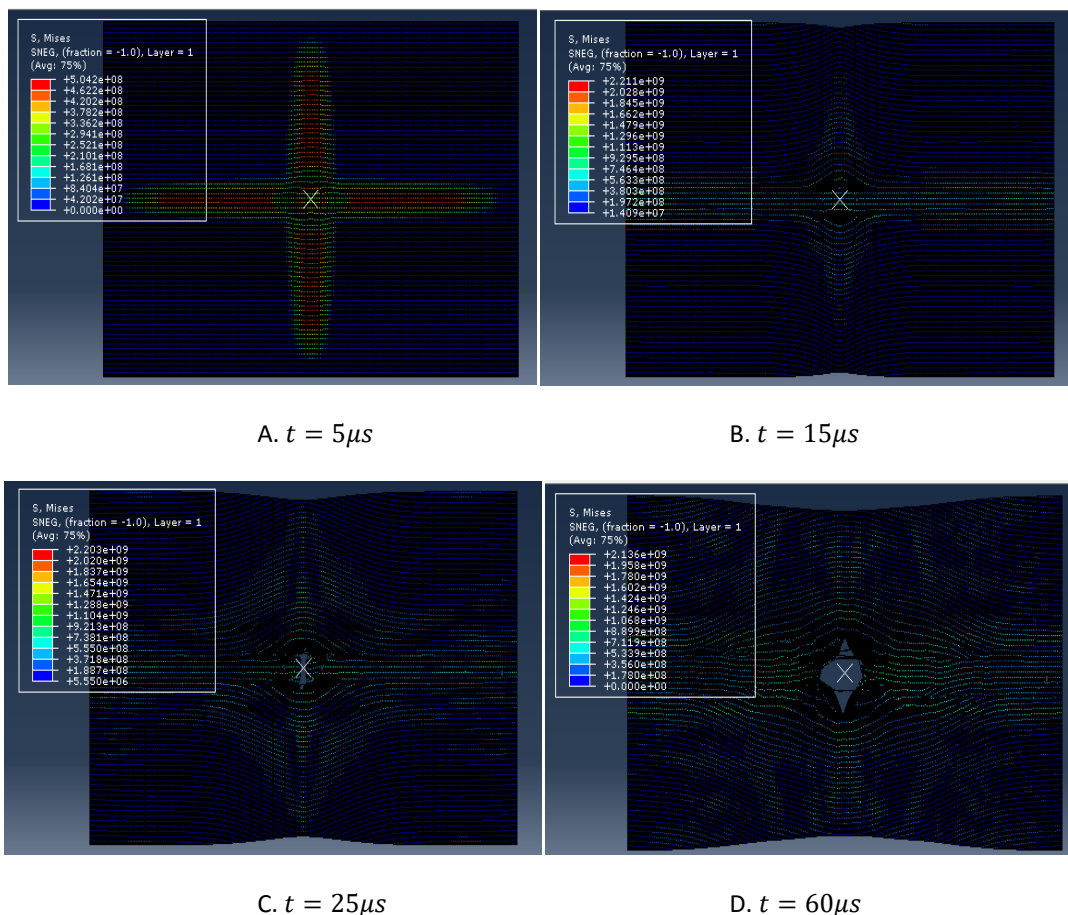 S, Mises
SNEG, (fraction = -1.0), Layer = 1
(Avg: 75%)
+5.042e+08
+4.622e+08
+4.202e+08
+3.782e+08
+3.362e+08
+2.941e+08
+2.521e+08
+2.101e+08
+1.681e+08
+1.261e+08
+8.404e+07
+4.202e+07
+0.000e+00
S, Mises
SNEG, (fraction = -1.0), Layer = 1
(Avg: 75%)
+2.211e+09
+2.028e+09
+1.845e+09
+1.662e+09
+1.479e+09
+1.296e+09
+1.113e+09
+9.295e+08
+7.464e+08
+5.633e+08
+3.803e+08
+1.972e+08
+1.409e+07
A. t = 5μs
B. t = 15μs
S, Mises
SNEG, (fraction = -1.0), Layer = 1
(Avg: 75%)
+2.203e+09
+2.020e+09
+1.837e+09
+1.654e+09
+1.471e+09
+1.288e+09
+1.104e+09
+9.213e+08
+7.381e+08
+5.550e+08
+3.718e+08
+1.887e+08
+5.550e+06
S, Mises
SNEG, (fraction = -1.0), Layer = 1
(Avg: 75%)
+2.136e+09
+1.958e+09
+1.780e+09
+1.602e+09
+1.424e+09
+1.246e+09
+1.068e+09
+8.899e+08
+7.119e+08
+5.339e+08
+3.560e+08
+1.780e+08
+0.000e+00
C. t = 25μs
D. t = 60μs